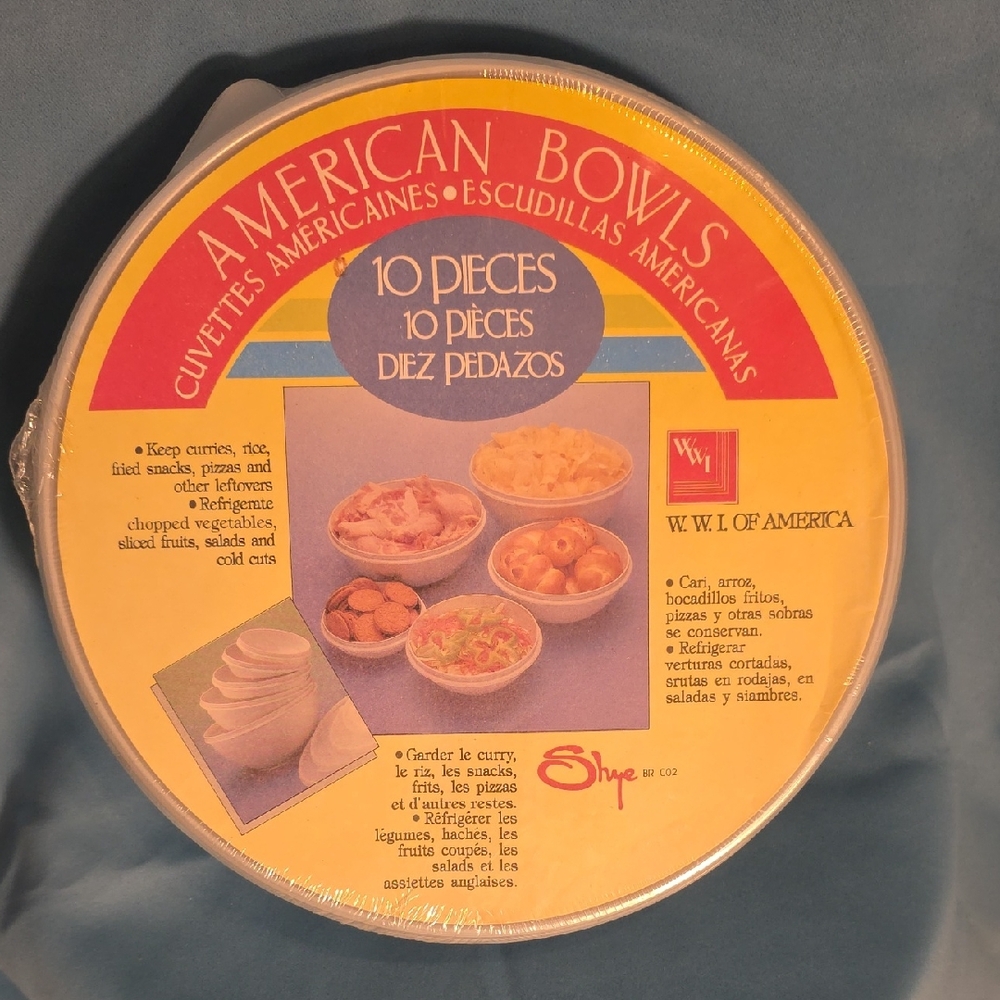 AMERICAN BOWLS
CUVETTES AMÉRICAINES • ESCUDILLAS AMERICANAS
10 PIECES
10 PIÈCES
DIEZ PEDAZOS
• Keep curries, rice,
fried snacks, pizzas and
other leftovers
• Refrigerate
chopped vegetables,
sliced fruits, salads and
cold cuts
WWI
W. W. I. OF AMERICA
• Cari, arroz,
bocadillos fritos,
pizzas y otras sobras
se conservan.
• Refrigerar
verturas cortadas,
srutas en rodajas, en
saladas y siambres.
• Garder le curry,
le riz, les snacks,
frits, les pizzas
et d'autres restes.
• Réfrigérer les
légumes, hachés, les
fruits coupés, les
salads et les
assiettes anglaises.
Skye BR C02